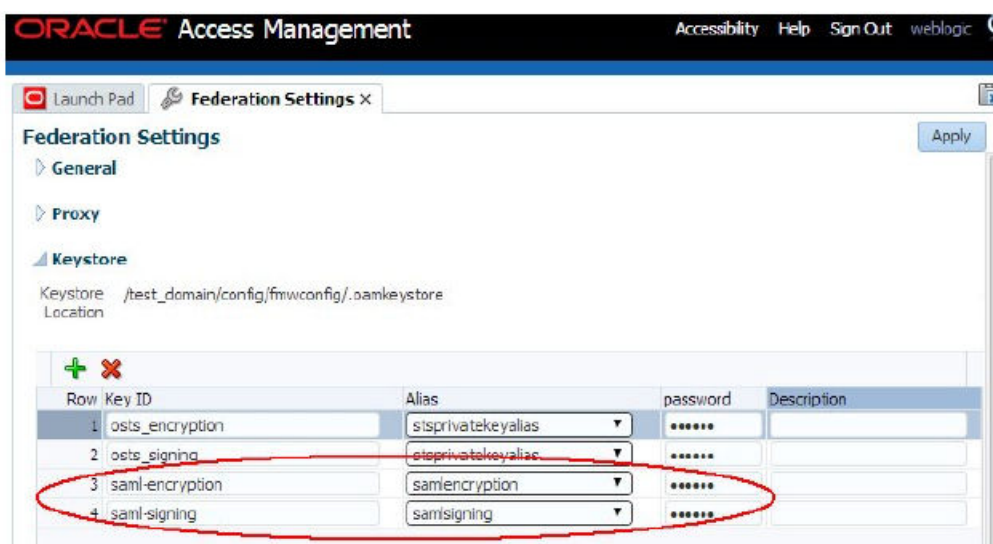 ORACLE Access Management Accessibility Help Sign Out weblogic
Launch Pad Federation Settings ×
Federation Settings Apply
General
Proxy
Keystore
Keystore Location /test_domain/config/fmwconfig/.oamkeystore
Row Key ID Alias password Description
1 osts_encryption stsprivatekeyalias ••••••
2 osts_signing stsprivatekeyalias ••••••
3 saml-encryption samlencryption ••••••
4 saml-signing samlsigning ••••••